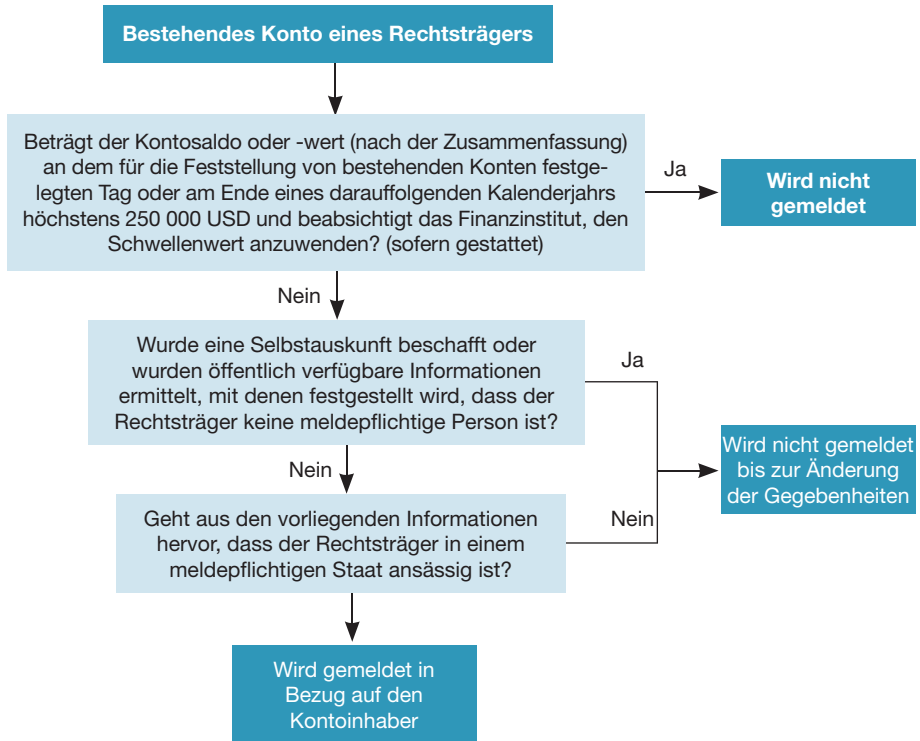 Bestehendes Konto eines Rechtsträgers
Beträgt der Kontosaldo oder -wert (nach der Zusammenfassung)
an dem für die Feststellung von bestehenden Konten festge-
legten Tag oder am Ende eines darauffolgenden Kalenderjahrs
höchstens 250 000 USD und beabsichtigt das Finanzinstitut, den
Schwellenwert anzuwenden? (sofern gestattet)
Ja
Wird nicht
gemeldet
Nein
Wurde eine Selbstauskunft beschafft oder
wurden öffentlich verfügbare Informationen
ermittelt, mit denen festgestellt wird, dass der
Rechtsträger keine meldepflichtige Person ist?
Ja
Wird nicht gemeldet
bis zur Änderung
der Gegebenheiten
Nein
Geht aus den vorliegenden Informationen
hervor, dass der Rechtsträger in einem
meldepflichtigen Staat ansässig ist?
Nein
Wird gemeldet in
Bezug auf den
Kontoinhaber